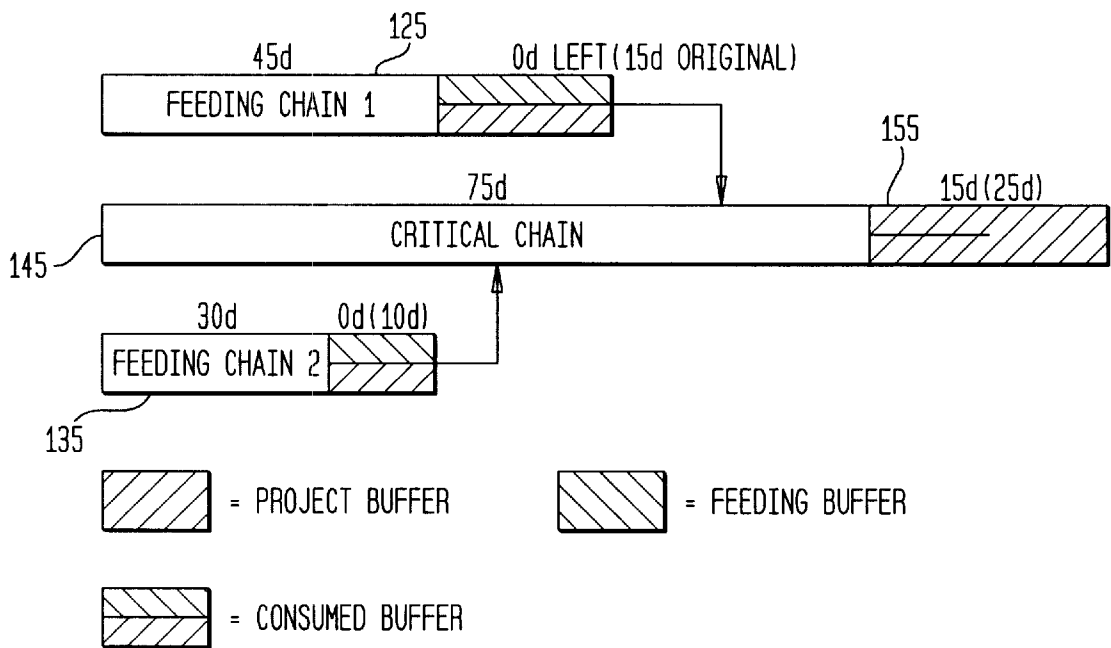 125
45d
0d LEFT(15d ORIGINAL)
FEEDING CHAIN 1
155
75d
15d(25d)
CRITICAL CHAIN
145
30d
0d(10d)
FEEDING CHAIN 2
135
= PROJECT BUFFER
= FEEDING BUFFER
= CONSUMED BUFFER